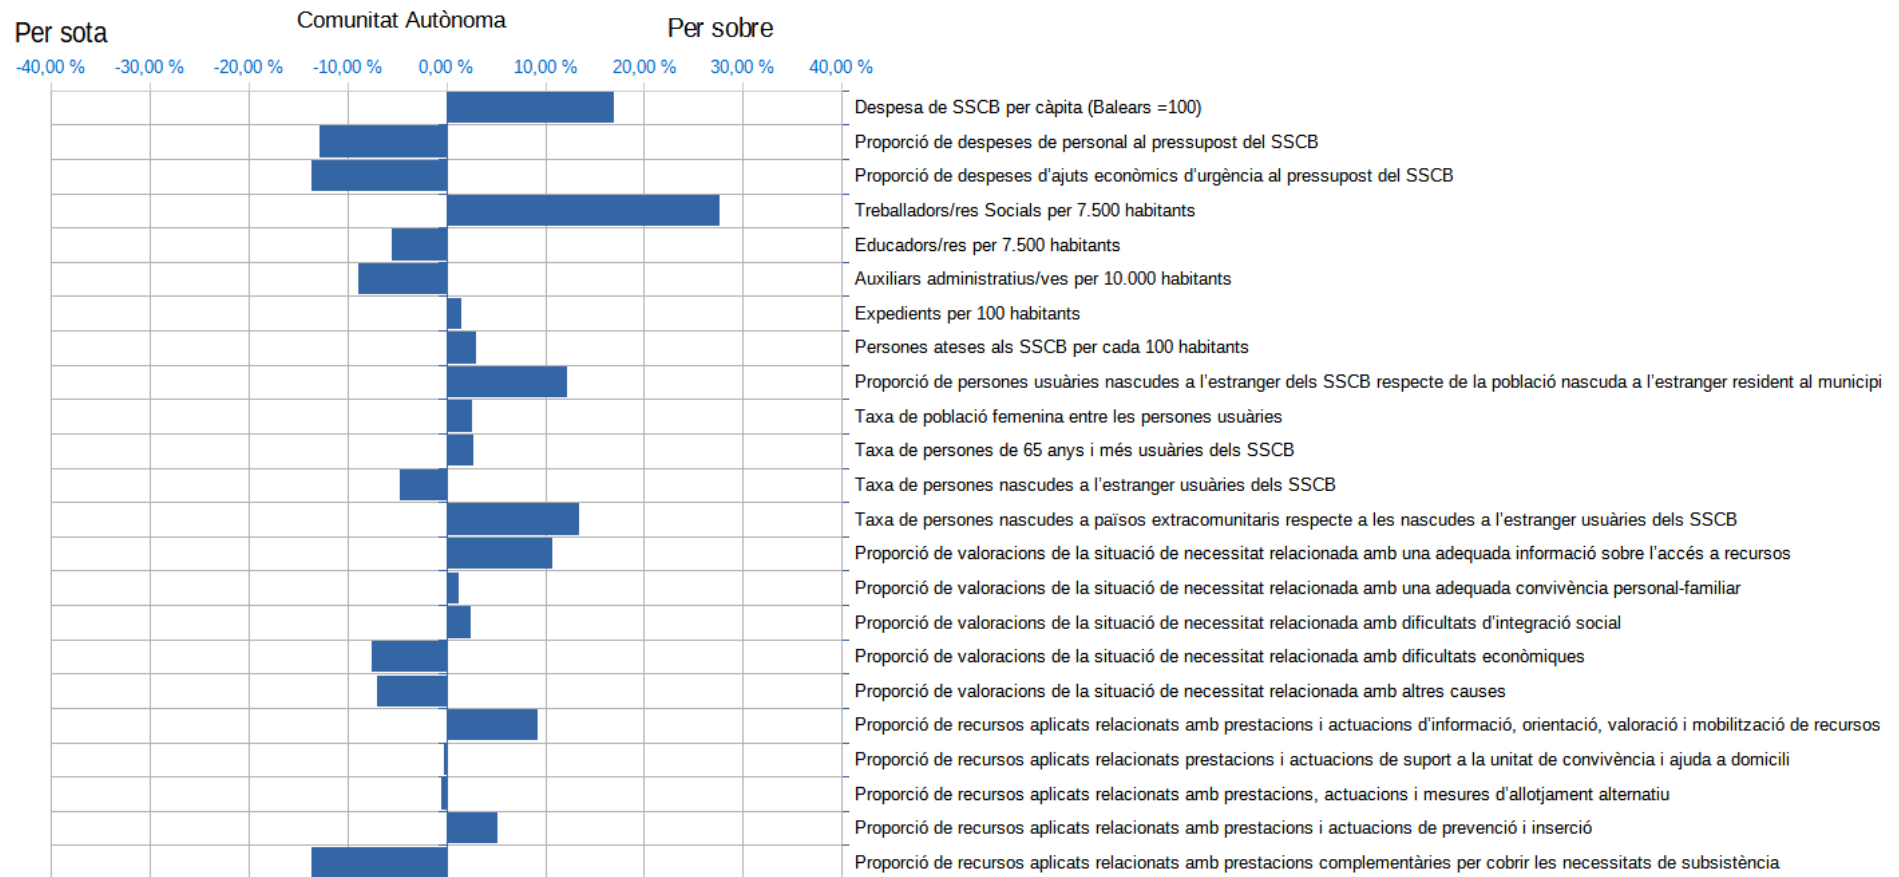 Per sota
Comunitat Autònoma
Per sobre
-40,00 % -30,00 % -20,00 % -10,00 % 0,00 % 10,00 % 20,00 % 30,00 % 40,00 %
Despesa de SSCB per càpita (Balears =100)
Proporció de despeses de personal al pressupost del SSCB
Proporció de despeses d’ajuts econòmics d’urgència al pressupost del SSCB
Treballadors/res Socials per 7.500 habitants
Educadors/res per 7.500 habitants
Auxiliars administratius/ves per 10.000 habitants
Expedients per 100 habitants
Persones ateses als SSCB per cada 100 habitants
Proporció de persones usuàries nascudes a l’estranger dels SSCB respecte de la població nascuda a l’estranger resident al municipi
Taxa de població femenina entre les persones usuàries
Taxa de persones de 65 anys i més usuàries dels SSCB
Taxa de persones nascudes a l’estranger usuàries dels SSCB
Taxa de persones nascudes a països extracomunitaris respecte a les nascudes a l’estranger usuàries dels SSCB
Proporció de valoracions de la situació de necessitat relacionada amb una adequada informació sobre l’accés a recursos
Proporció de valoracions de la situació de necessitat relacionada amb una adequada convivència personal-familiar
Proporció de valoracions de la situació de necessitat relacionada amb dificultats d’integració social
Proporció de valoracions de la situació de necessitat relacionada amb dificultats econòmiques
Proporció de valoracions de la situació de necessitat relacionada amb altres causes
Proporció de recursos aplicats relacionats amb prestacions i actuacions d’informació, orientació, valoració i mobilització de recursos
Proporció de recursos aplicats relacionats prestacions i actuacions de suport a la unitat de convivència i ajuda a domicili
Proporció de recursos aplicats relacionats amb prestacions, actuacions i mesures d’allotjament alternatiu
Proporció de recursos aplicats relacionats amb prestacions i actuacions de prevenció i inserció
Proporció de recursos aplicats relacionats amb prestacions complementàries per cobrir les necessitats de subsistència